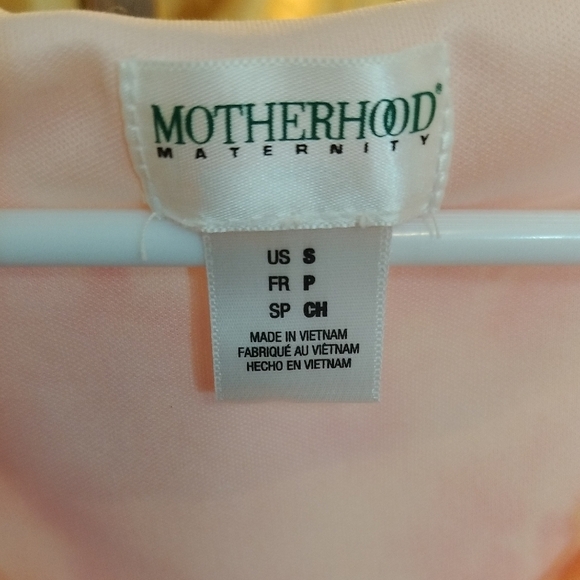 MOTHERHOOD®
MATERNITY
US S
FR P
SP CH
MADE IN VIETNAM
FABRIQUÉ AU VIÊTNAM
HECHO EN VIETNAM